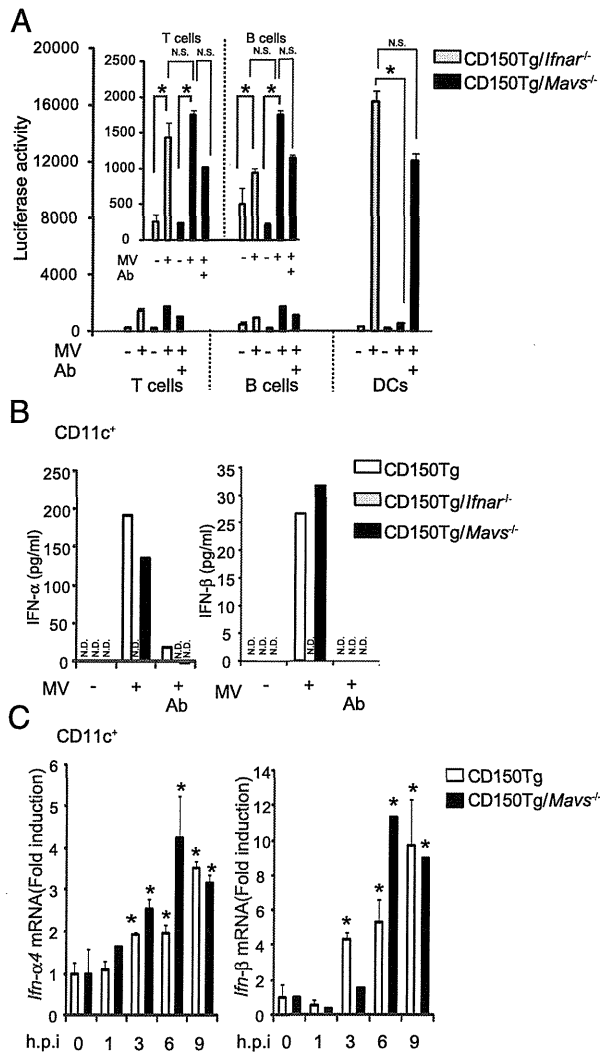 A
T cells B cells
N.S. N.S. N.S. N.S. N.S.
CD150Tg/Ifnar-/-
CD150Tg/Mavs-/-
* * * * *
Luciferase activity
20000
16000
12000
8000
4000
0
2500
2000
1500
1000
500
0
MV - + - + + - + - + +
Ab + +
MV - + - + + - + - + + - + - + +
Ab + + +
T cells B cells DCs
B
CD11c+
CD150Tg
CD150Tg/Ifnar-/-
CD150Tg/Mavs-/-
IFN-α (pg/ml)
250
200
150
100
50
0
N.D. N.D. N.D. N.D. N.D. N.D.
MV - + +
Ab
IFN-β (pg/ml)
35
30
25
20
15
10
5
0
N.D. N.D. N.D. N.D. N.D. N.D. N.D.
MV - + +
Ab
C
CD11c+
CD150Tg
CD150Tg/Mavs-/-
Ifn-α4 mRNA(Fold induction)
6
5
4
3
2
1
0
* * * * * *
h.p.i 0 1 3 6 9
Ifn-β mRNA(Fold induction)
14
12
10
8
6
4
2
0
* * * * *
h.p.i 0 1 3 6 9